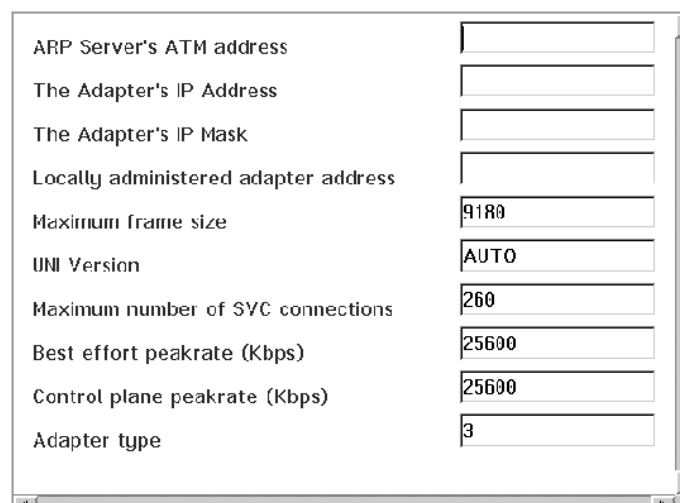 ARP Server's ATM address
The Adapter's IP Address
The Adapter's IP Mask
Locally administered adapter address
Maximum frame size 9180
UNI Version AUTO
Maximum number of SVC connections 260
Best effort peakrate (Kbps) 25600
Control plane peakrate (Kbps) 25600
Adapter type 3